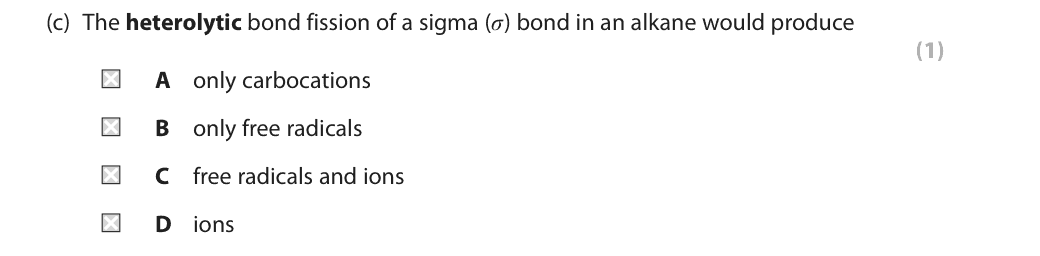 (c) The heterolytic bond fission of a sigma (σ) bond in an alkane would produce
(1)
A only carbocations
B only free radicals
C free radicals and ions
D ions